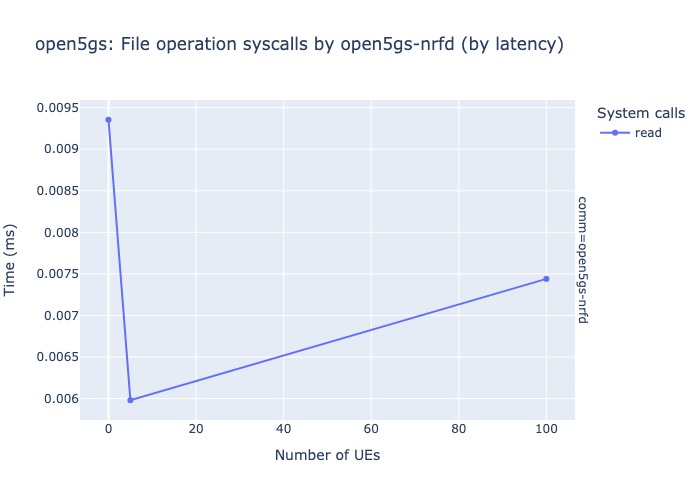 open5gs: File operation syscalls by open5gs-nrfd (by latency)
System calls
read
0.0095
0.009
0.0085
0.008
0.0075
0.007
0.0065
0.006
Time (ms)
comm=open5gs-nrfd
0
20
40
60
80
100
Number of UEs